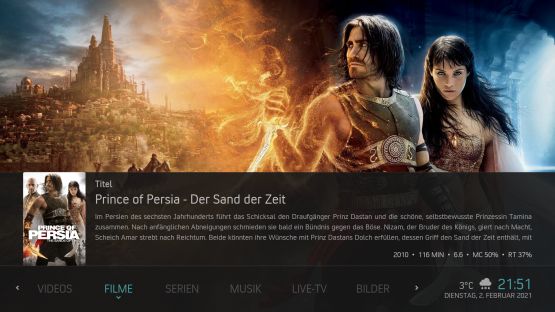 Titel
Prince of Persia - Der Sand der Zeit
Im Persien des sechsten Jahrhunderts führt das Schicksal den Draufgänger Prinz Dastan und die schöne, selbstbewusste Prinzessin Tamina
zusammen. Nach anfänglichen Abneigungen schmieden sie bald ein Bündnis gegen das Böse. Nizam, der Bruder des Königs, giert nach Macht,
Scheich Amar strebt nach Reichtum. Beide könnten ihre Wünsche mit Prinz Dastans Dolch erfüllen, dessen Griff den Sand der Zeit enthält, mit
PRINCE OF
PERSIA
2010 • 116 MIN • 6.6 • MC 50% • RT 37%
VIDEOS FILME SERIEN MUSIK LIVE-TV BILDER
3°C 21:51
DIENSTAG, 2. FEBRUAR 2021